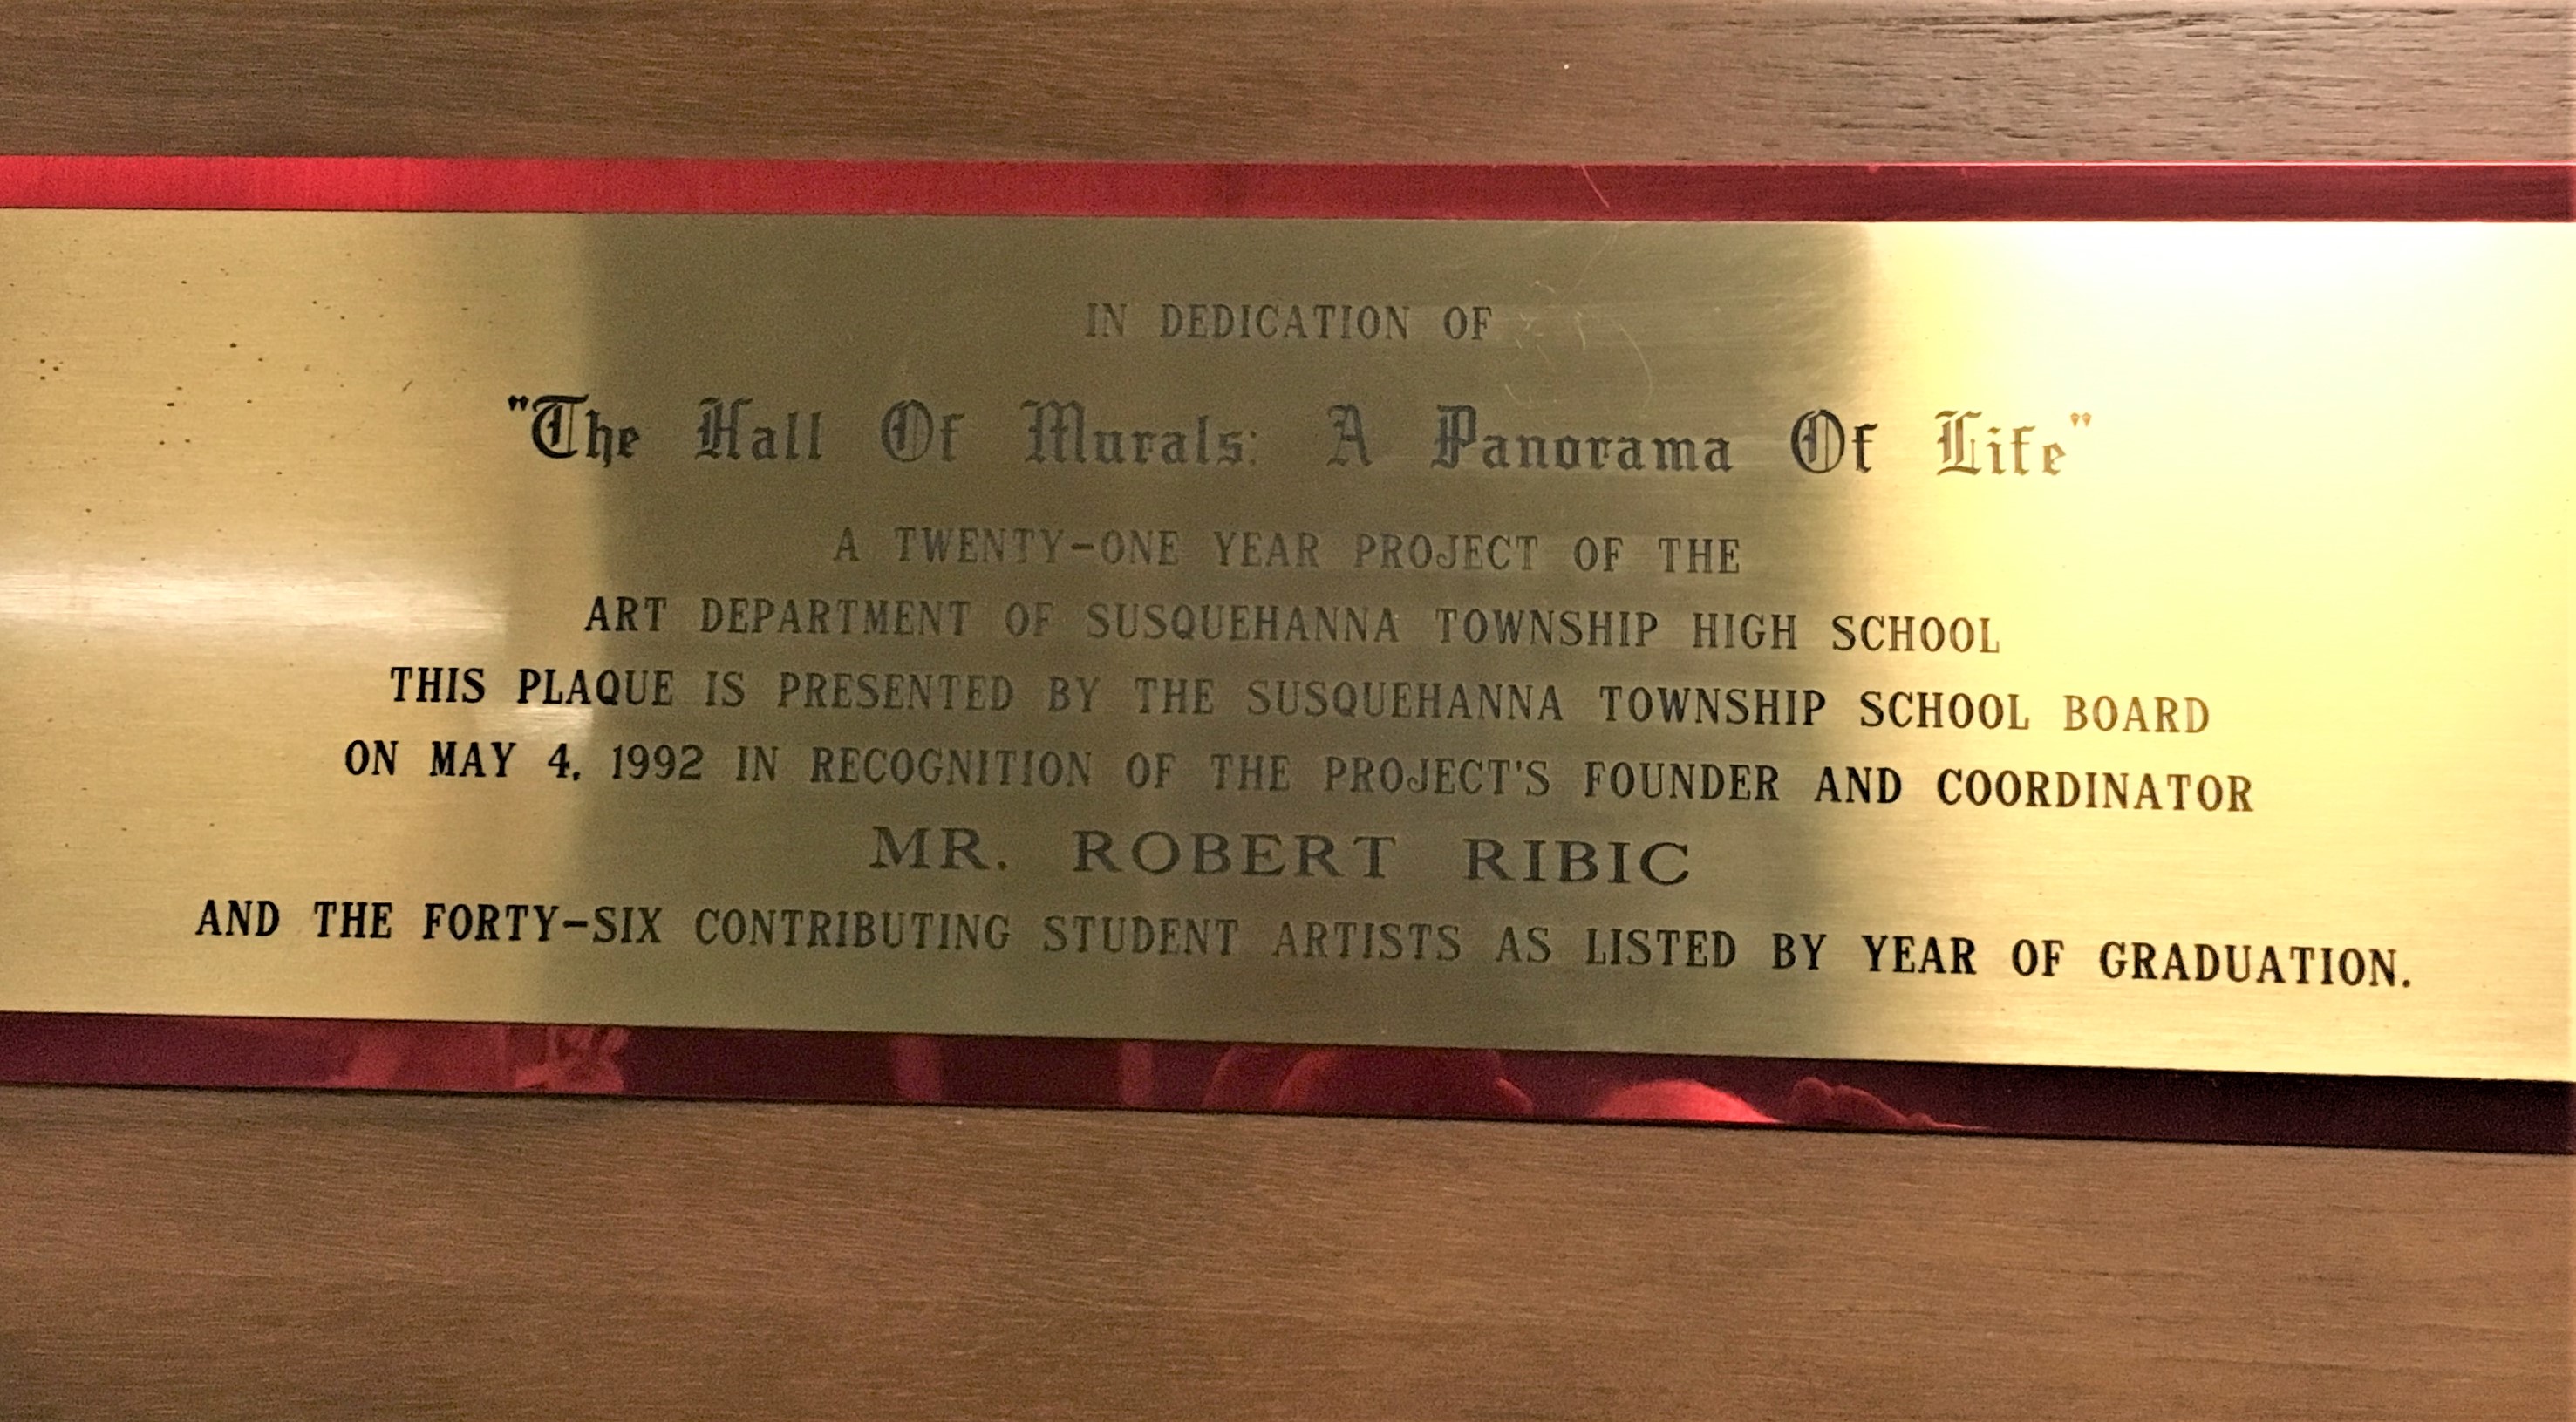 IN DEDICATION OF
"The Hall Of Murals: A Panorama Of Life"
A TWENTY-ONE YEAR PROJECT OF THE
ART DEPARTMENT OF SUSQUEHANNA TOWNSHIP HIGH SCHOOL
THIS PLAQUE IS PRESENTED BY THE SUSQUEHANNA TOWNSHIP SCHOOL BOARD
ON MAY 4, 1992 IN RECOGNITION OF THE PROJECT'S FOUNDER AND COORDINATOR
MR. ROBERT RIBIC
AND THE FORTY-SIX CONTRIBUTING STUDENT ARTISTS AS LISTED BY YEAR OF GRADUATION.